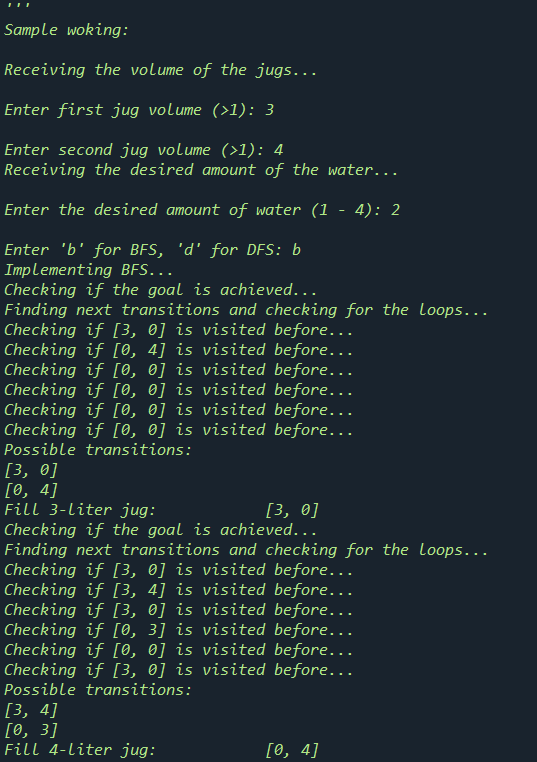 '''
Sample woking:
Receiving the volume of the jugs...
Enter first jug volume (>1): 3
Enter second jug volume (>1): 4
Receiving the desired amount of the water...
Enter the desired amount of water (1 - 4): 2
Enter 'b' for BFS, 'd' for DFS: b
Implementing BFS...
Checking if the goal is achieved...
Finding next transitions and checking for the loops...
Checking if [3, 0] is visited before...
Checking if [0, 4] is visited before...
Checking if [0, 0] is visited before...
Checking if [0, 0] is visited before...
Checking if [0, 0] is visited before...
Checking if [0, 0] is visited before...
Possible transitions:
[3, 0]
[0, 4]
Fill 3-liter jug:            [3, 0]
Checking if the goal is achieved...
Finding next transitions and checking for the loops...
Checking if [3, 0] is visited before...
Checking if [3, 4] is visited before...
Checking if [3, 0] is visited before...
Checking if [0, 3] is visited before...
Checking if [0, 0] is visited before...
Checking if [3, 0] is visited before...
Possible transitions:
[3, 4]
[0, 3]
Fill 4-liter jug:            [0, 4]